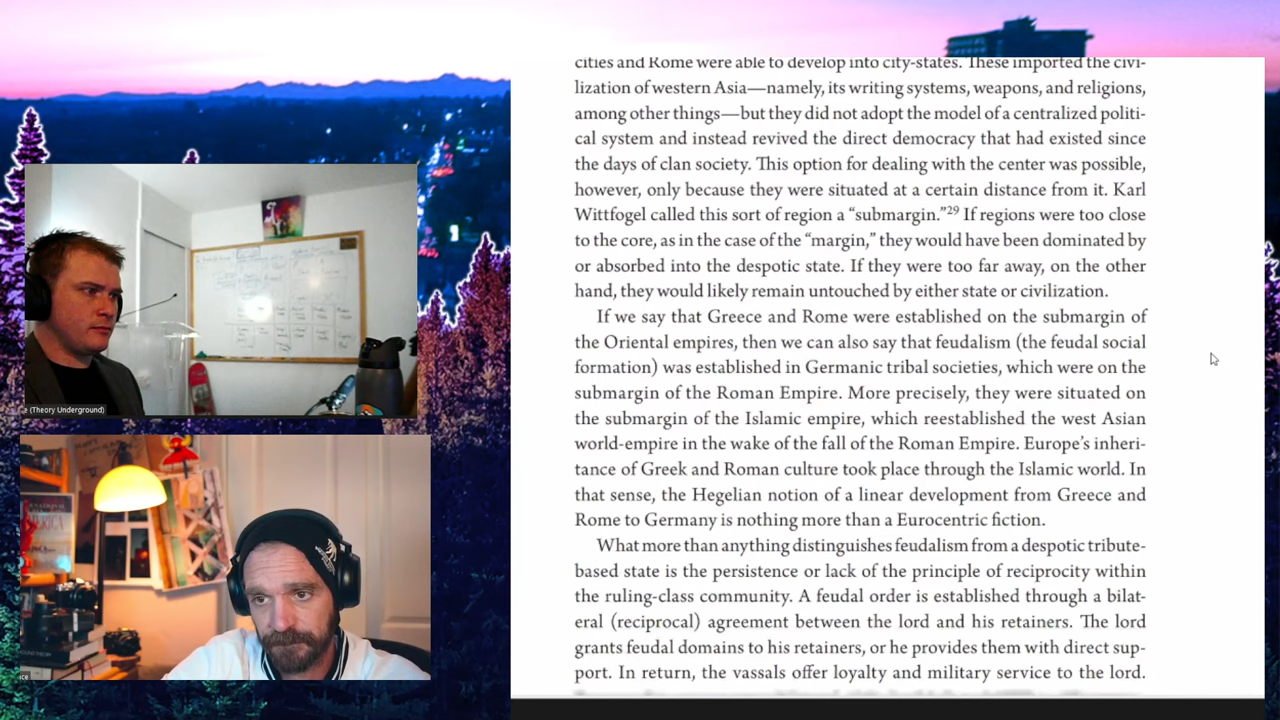 cities and Rome were able to develop into city-states. These imported the civi-
lization of western Asia—namely, its writing systems, weapons, and religions,
among other things—but they did not adopt the model of a centralized politi-
cal system and instead revived the direct democracy that had existed since
the days of clan society. This option for dealing with the center was possible,
however, only because they were situated at a certain distance from it. Karl
Wittfogel called this sort of region a “submargin.”29 If regions were too close
to the core, as in the case of the “margin,” they would have been dominated by
or absorbed into the despotic state. If they were too far away, on the other
hand, they would likely remain untouched by either state or civilization.
If we say that Greece and Rome were established on the submargin of
the Oriental empires, then we can also say that feudalism (the feudal social
formation) was established in Germanic tribal societies, which were on the
submargin of the Roman Empire. More precisely, they were situated on
the submargin of the Islamic empire, which reestablished the west Asian
world-empire in the wake of the fall of the Roman Empire. Europe’s inheri-
tance of Greek and Roman culture took place through the Islamic world. In
that sense, the Hegelian notion of a linear development from Greece and
Rome to Germany is nothing more than a Eurocentric fiction.
What more than anything distinguishes feudalism from a despotic tribute-
based state is the persistence or lack of the principle of reciprocity within
the ruling-class community. A feudal order is established through a bilat-
eral (reciprocal) agreement between the lord and his retainers. The lord
grants feudal domains to his retainers, or he provides them with direct sup-
port. In return, the vassals offer loyalty and military service to the lord.
(Theory Underground)